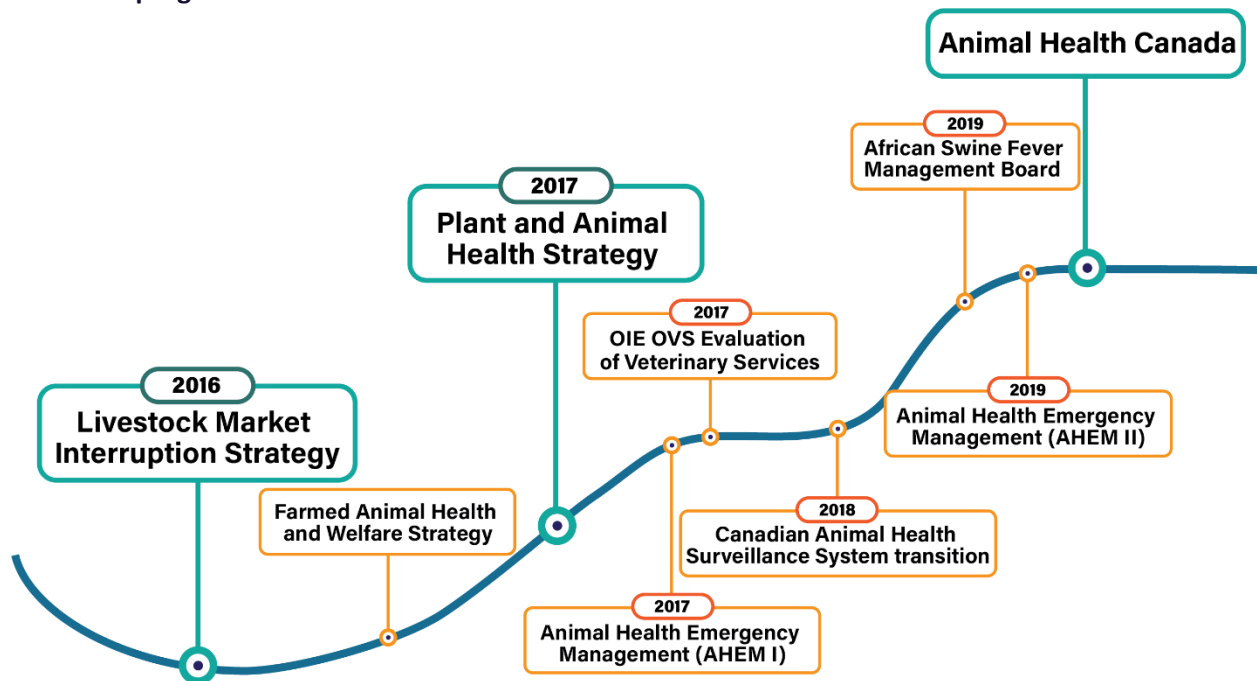 2016
Livestock Market
Interruption Strategy
Farmed Animal Health
and Welfare Strategy
2017
Plant and Animal
Health Strategy
2017
Animal Health Emergency
Management (AHEM I)
2017
OIE OVS Evaluation
of Veterinary Services
2018
Canadian Animal Health
Surveillance System transition
2019
African Swine Fever
Management Board
2019
Animal Health Emergency
Management (AHEM II)
Animal Health Canada